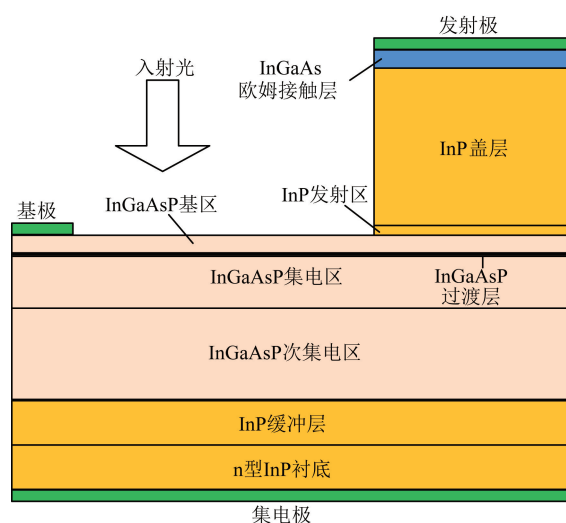 发射极
入射光
InGaAs
欧姆接触层
InP盖层
InP发射区
InGaAsP基区
基极
InGaAsP集电区
InGaAsP
过渡层
InGaAsP次集电区
InP缓冲层
n型InP衬底
集电极